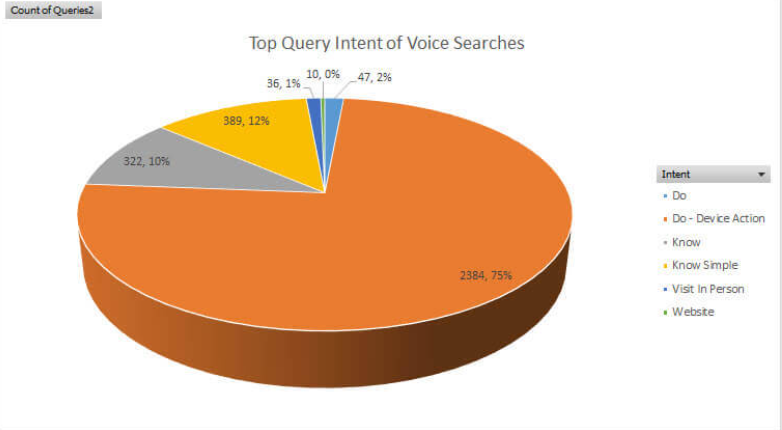 Count of Queries2
Top Query Intent of Voice Searches
10, 0%
47, 2%
36, 1%
389, 12%
322, 10%
2384, 75%
Intent
Do
Do - Device Action
Know
Know Simple
Visit In Person
Website